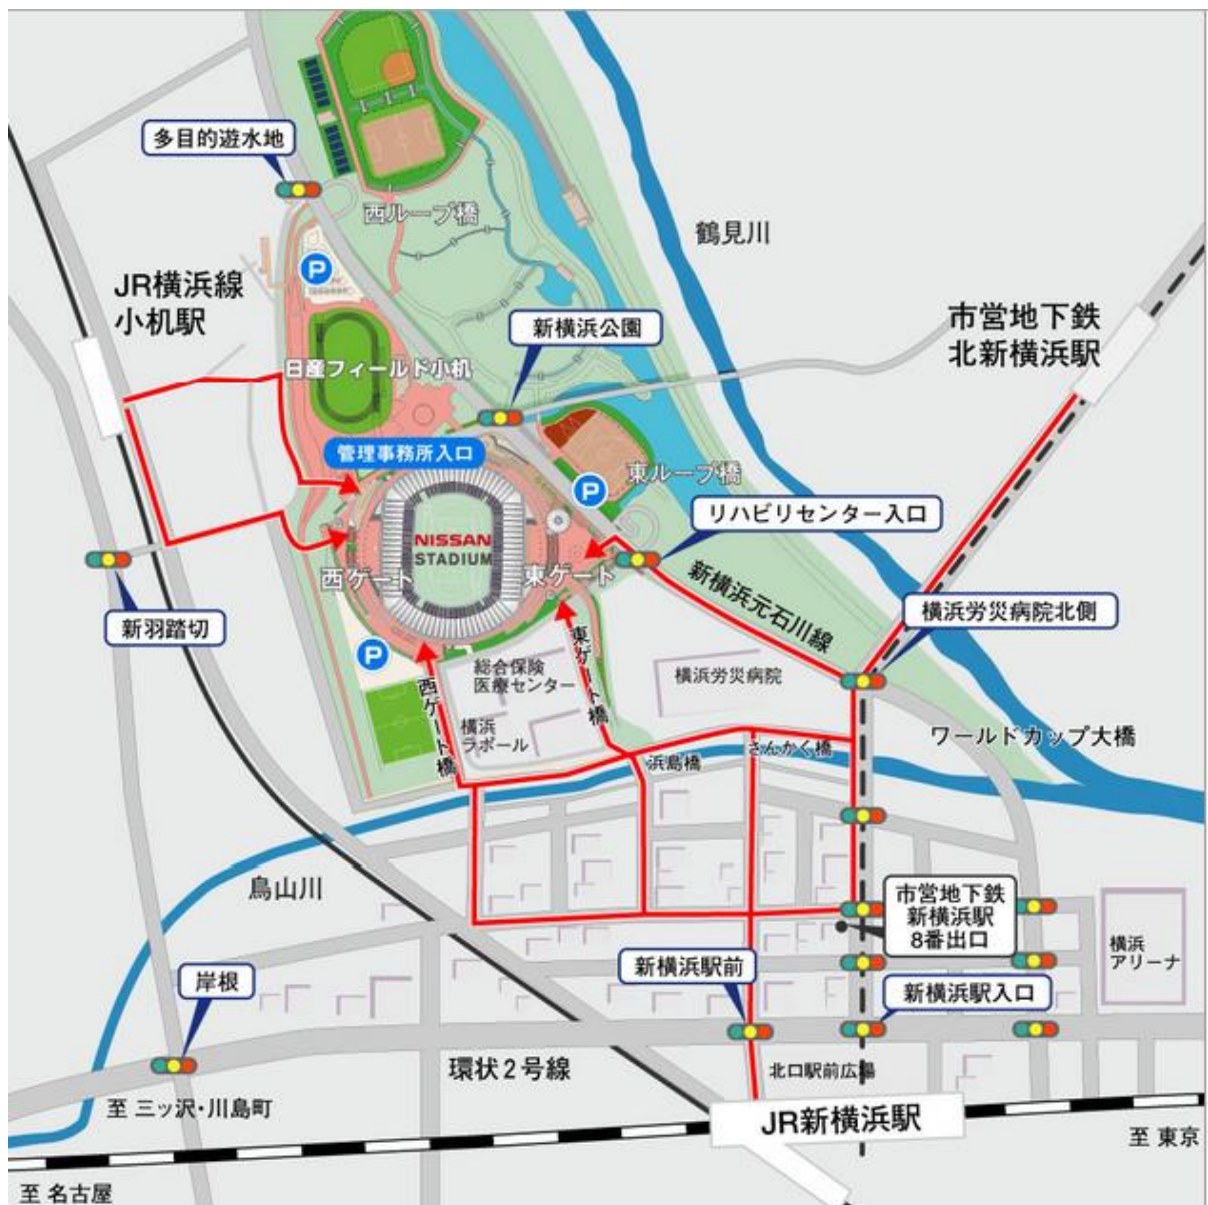 多目的遊水地
西ループ橋
鶴見川
JR横浜線
小机駅
新横浜公園
市営地下鉄
北新横浜駅
日産フィールド小机
管理事務所入口
東ループ橋
リハビリセンター入口
NISSAN
STADIUM
西ゲート
東ゲート
新横浜元石川線
新羽踏切
横浜労災病院北側
東ゲート橋
総合保険
医療センター
横浜労災病院
西ゲート橋
横浜
ラポール
さんかく橋
ワールドカップ大橋
浜鳥橋
鳥山川
市営地下鉄
新横浜駅
8番出口
横浜
アリーナ
新横浜駅前
岸根
新横浜駅入口
環状2号線
北口駅前広場
至 三ッ沢・川島町
JR新横浜駅
至 東京
至 名古屋
P
P
P